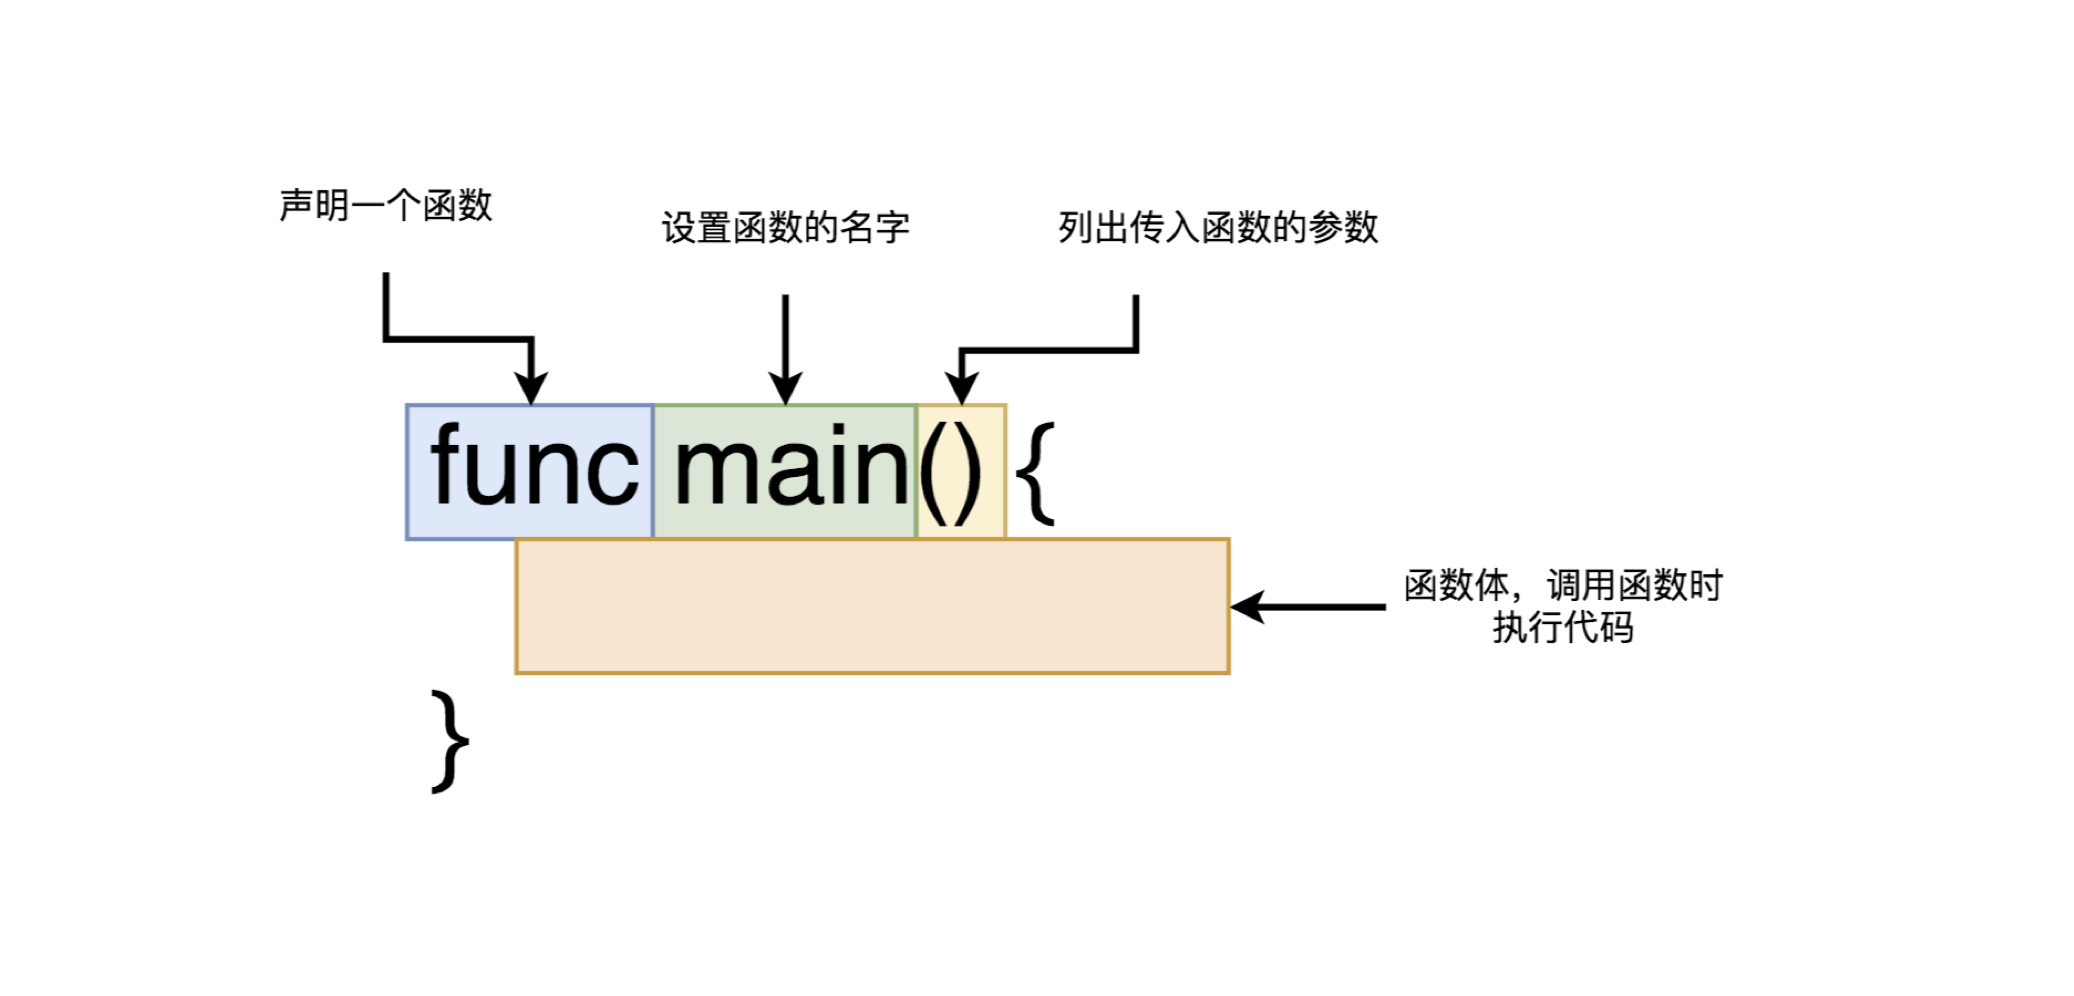 声明一个函数
设置函数的名字
列出传入函数的参数
func main() {
函数体，调用函数时
执行代码
}